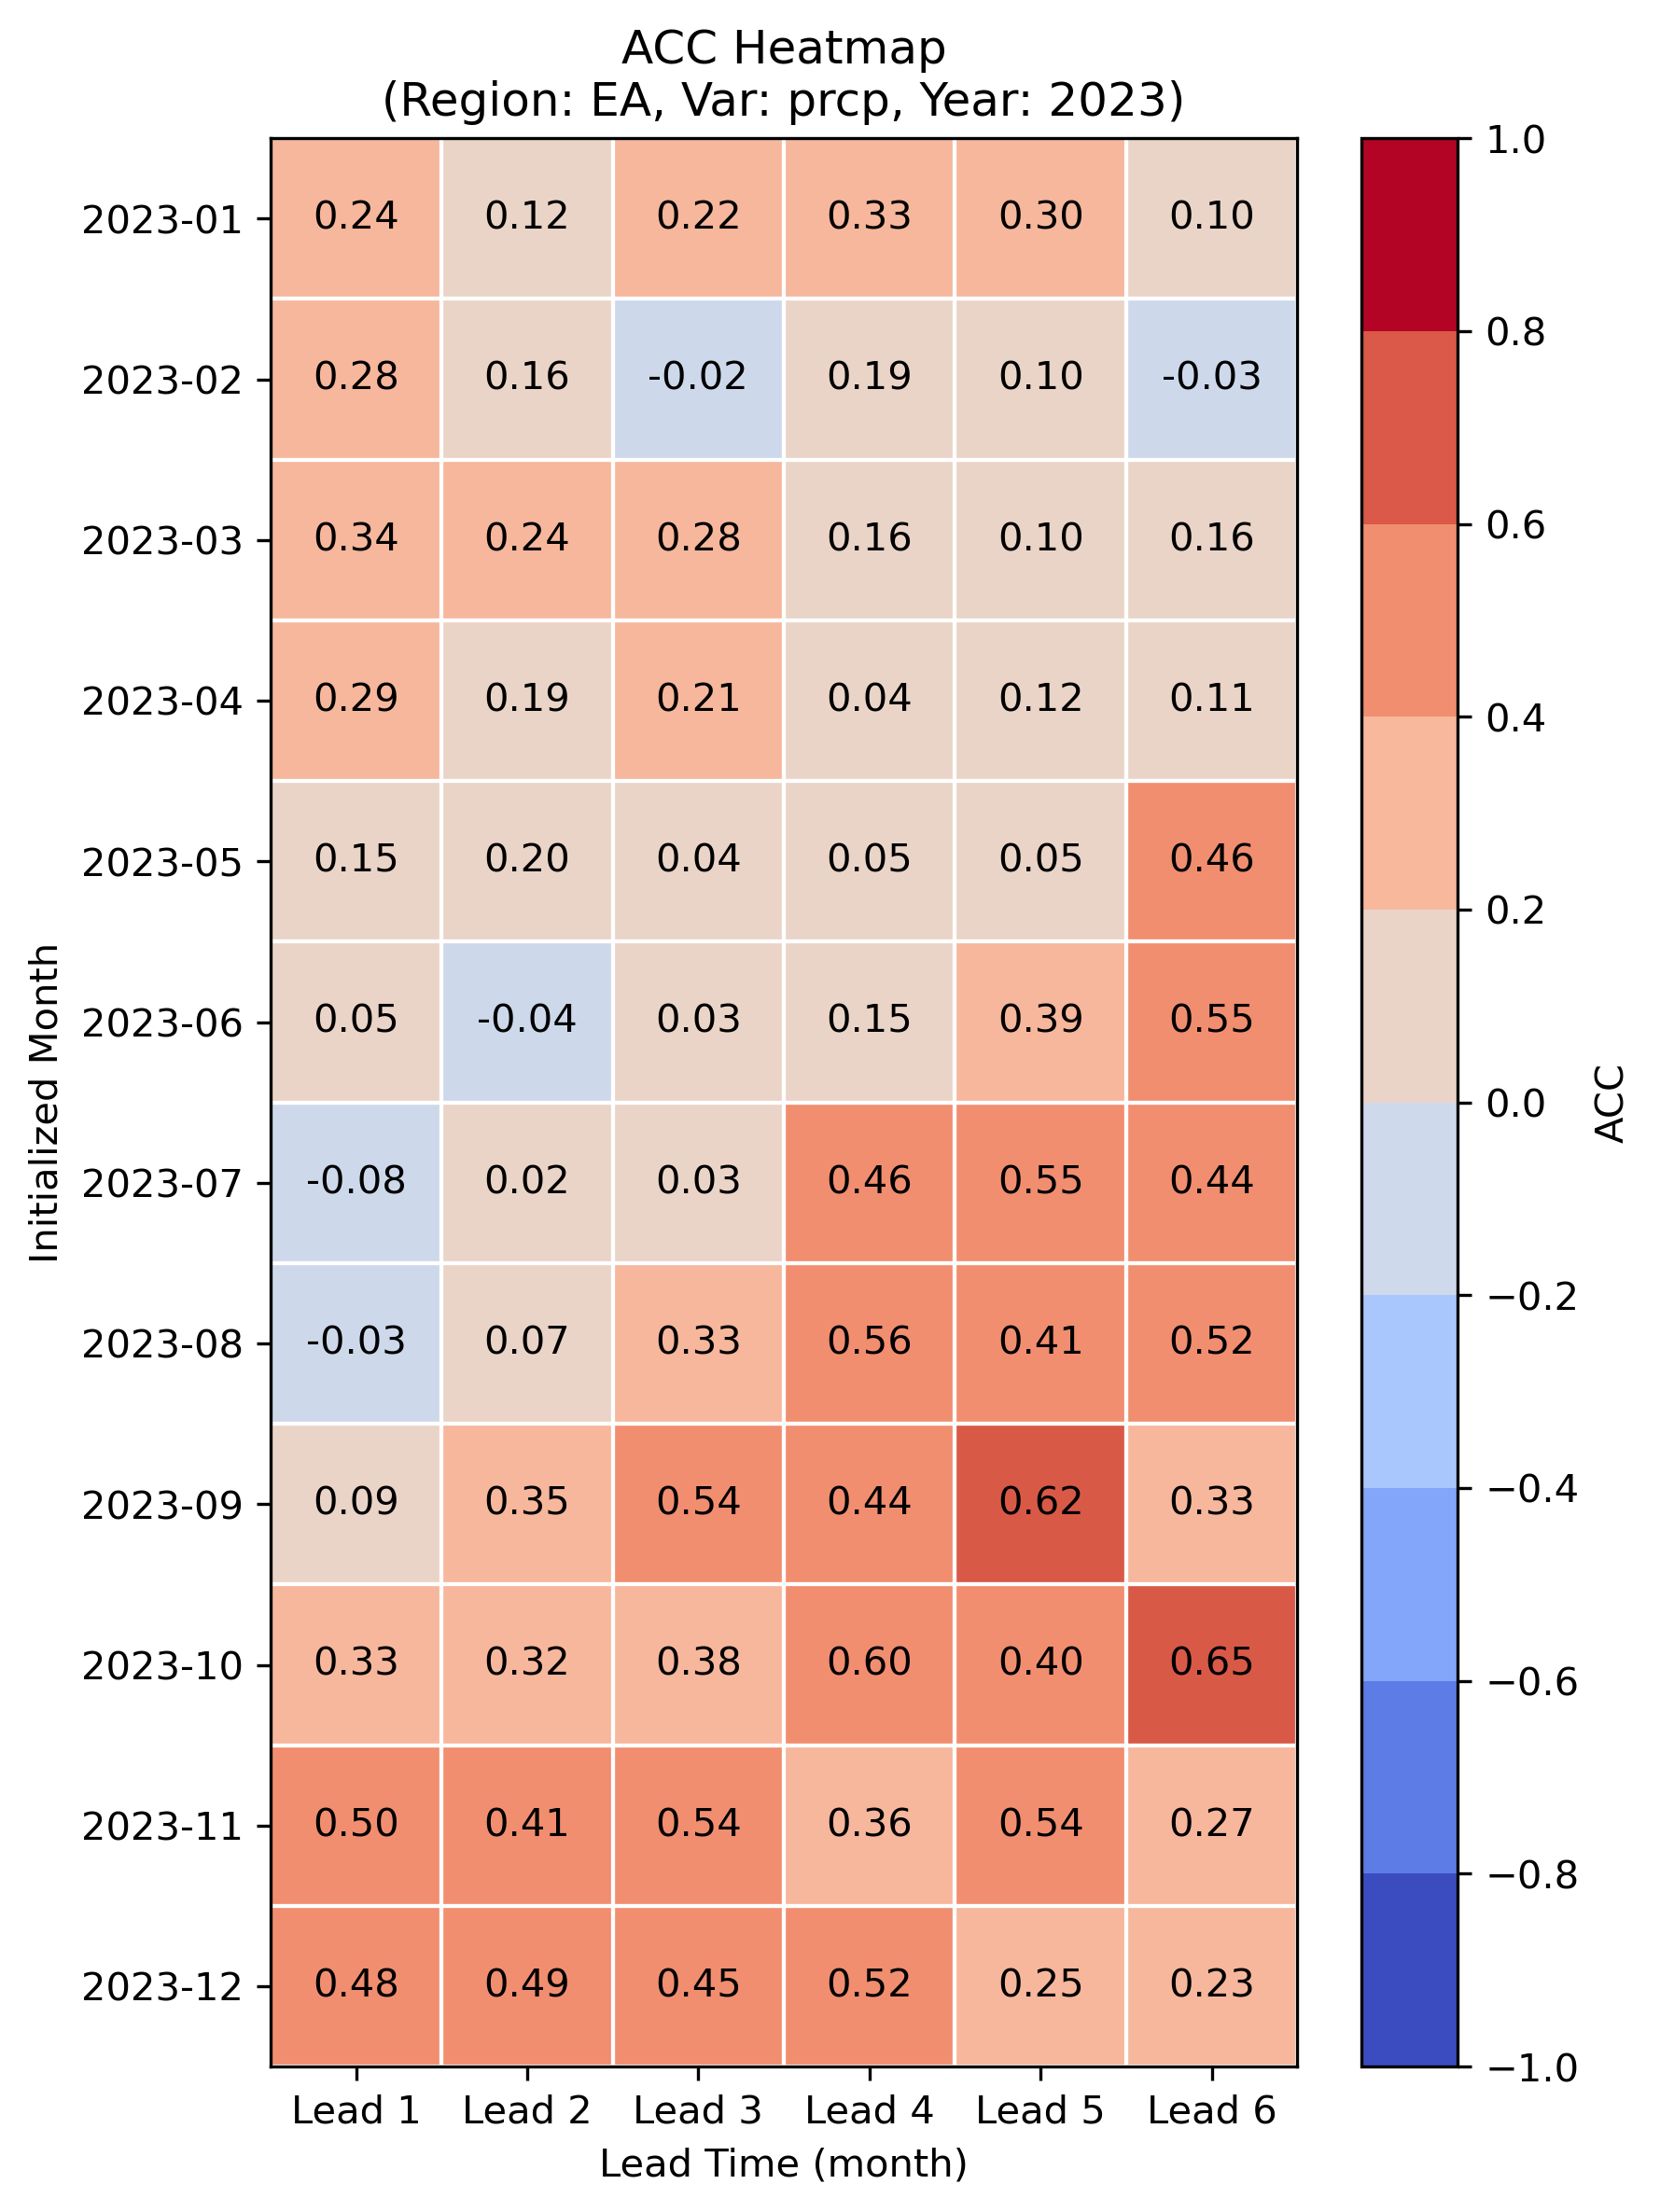 ACC Heatmap
(Region: EA, Var: prcp, Year: 2023)
2023-01 0.24 0.12 0.22 0.33 0.30 0.10
2023-02 0.28 0.16 -0.02 0.19 0.10 -0.03
2023-03 0.34 0.24 0.28 0.16 0.10 0.16
2023-04 0.29 0.19 0.21 0.04 0.12 0.11
2023-05 0.15 0.20 0.04 0.05 0.05 0.46
2023-06 0.05 -0.04 0.03 0.15 0.39 0.55
2023-07 -0.08 0.02 0.03 0.46 0.55 0.44
2023-08 -0.03 0.07 0.33 0.56 0.41 0.52
2023-09 0.09 0.35 0.54 0.44 0.62 0.33
2023-10 0.33 0.32 0.38 0.60 0.40 0.65
2023-11 0.50 0.41 0.54 0.36 0.54 0.27
2023-12 0.48 0.49 0.45 0.52 0.25 0.23
Lead 1 Lead 2 Lead 3 Lead 4 Lead 5 Lead 6
Lead Time (month)
Initialized Month
1.0
0.8
0.6
0.4
0.2
0.0
−0.2
−0.4
−0.6
−0.8
−1.0
ACC